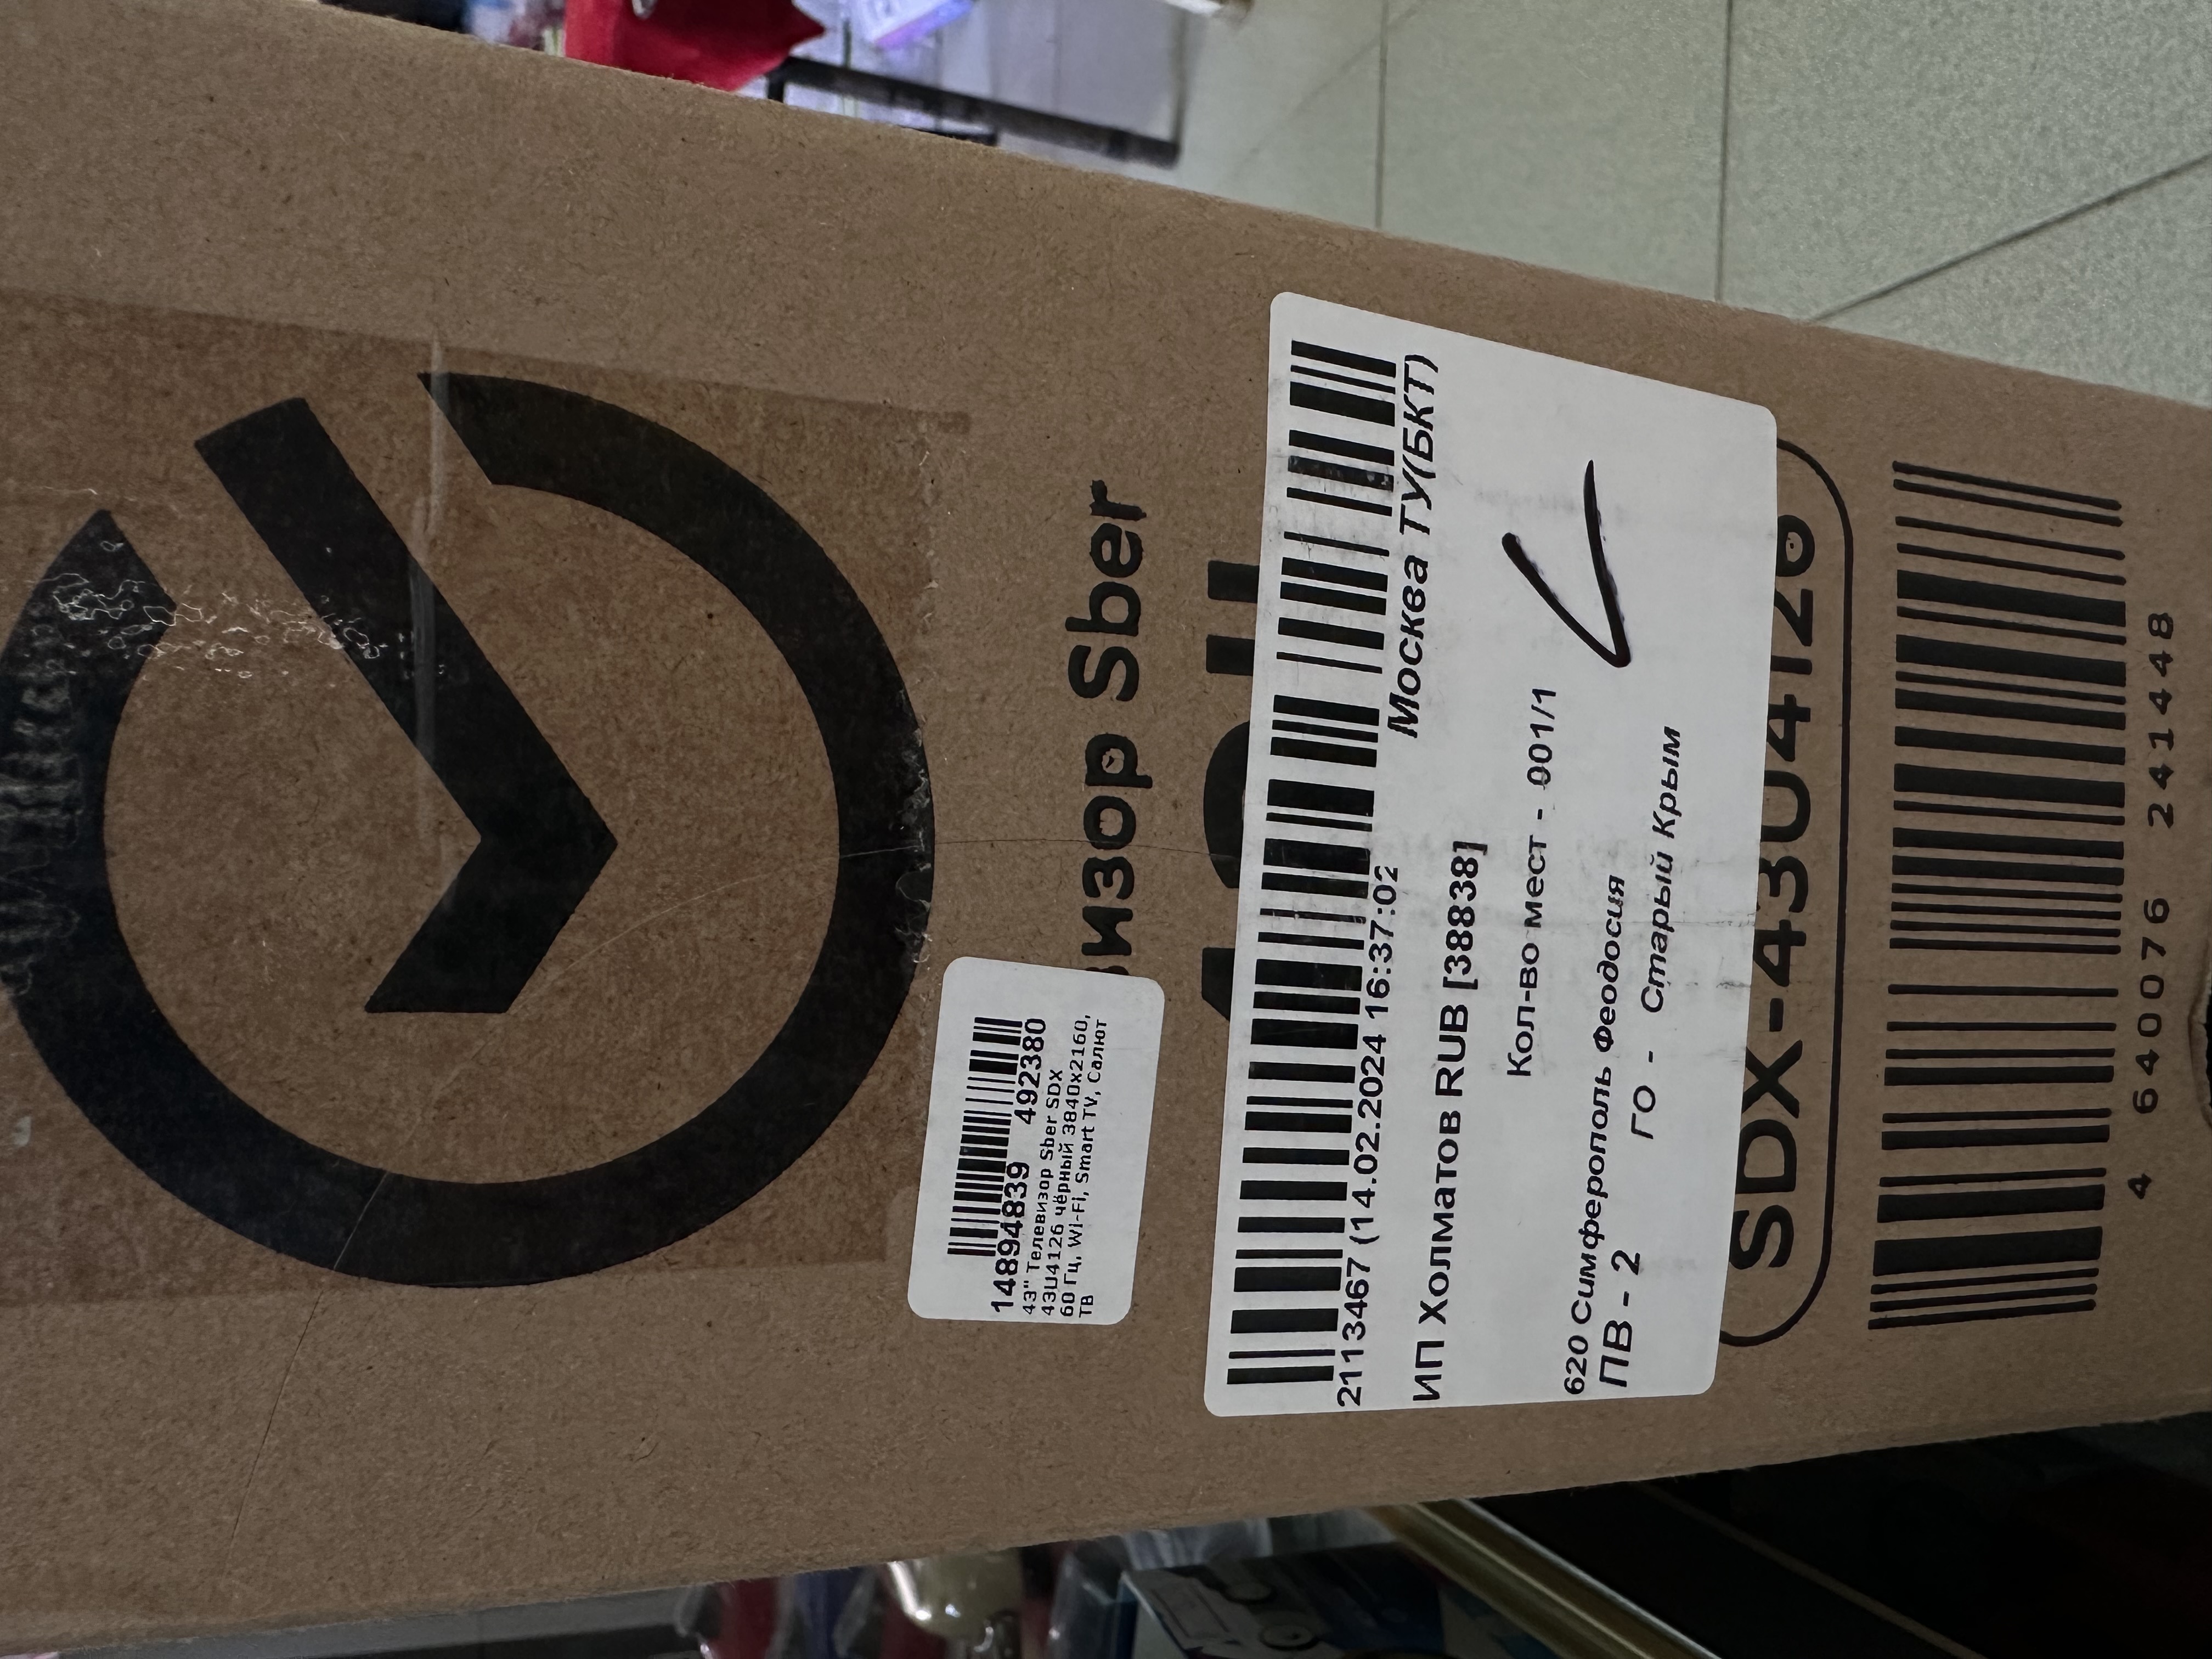 Sber
14894839 492380
43" Телевизор Sber SDX
43U4126 чёрный 3840x2160,
60 Гц, Wi-Fi, Smart TV, Салют
ТВ
2113467 (14.02.2024 16:37:02
Москва ТУ(БКТ)
ИП Холматов RUB [38838]
Кол-во мест - 001/1
620 Симферополь Феодосия
ПВ - 2 ГО - Старый Крым
SDX-43U4126
4 640076 241448